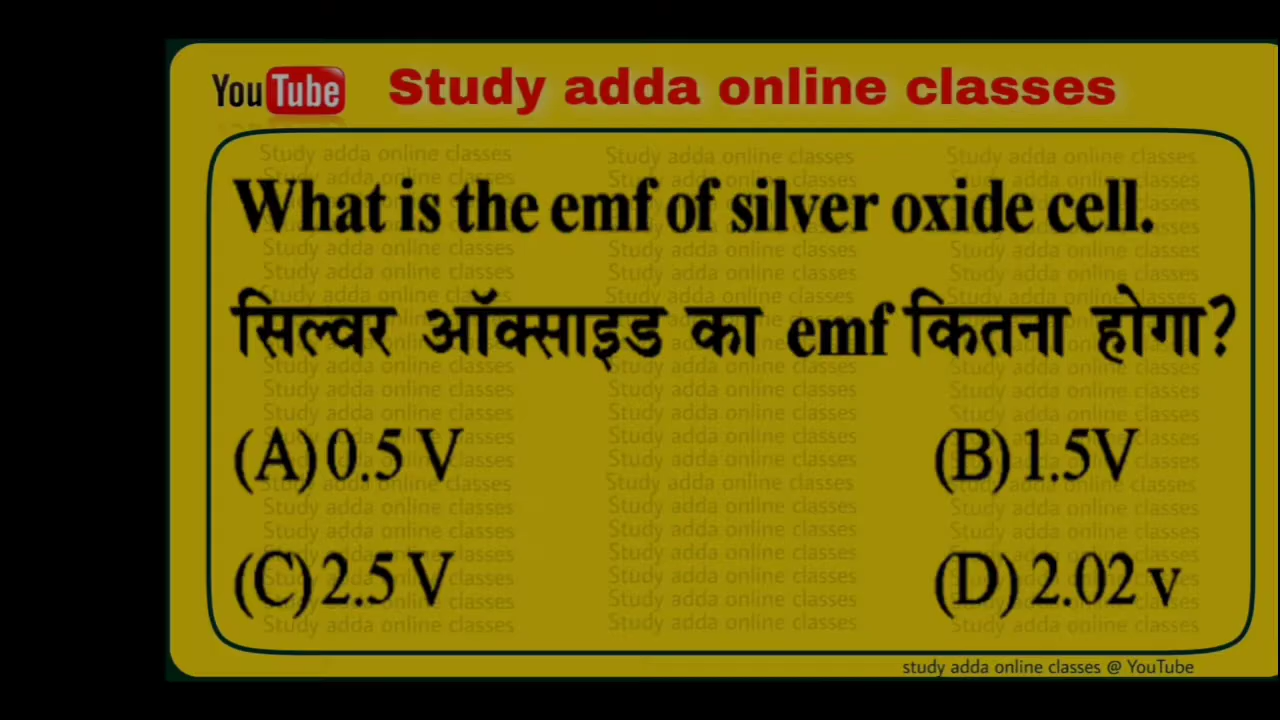 YouTube Study adda online classes
What is the emf of silver oxide cell.
सिल्वर ऑक्साइड का emf कितना होगा?
(A) 0.5 V (B) 1.5V
(C) 2.5 V (D) 2.02v
study adda online classes @ YouTube